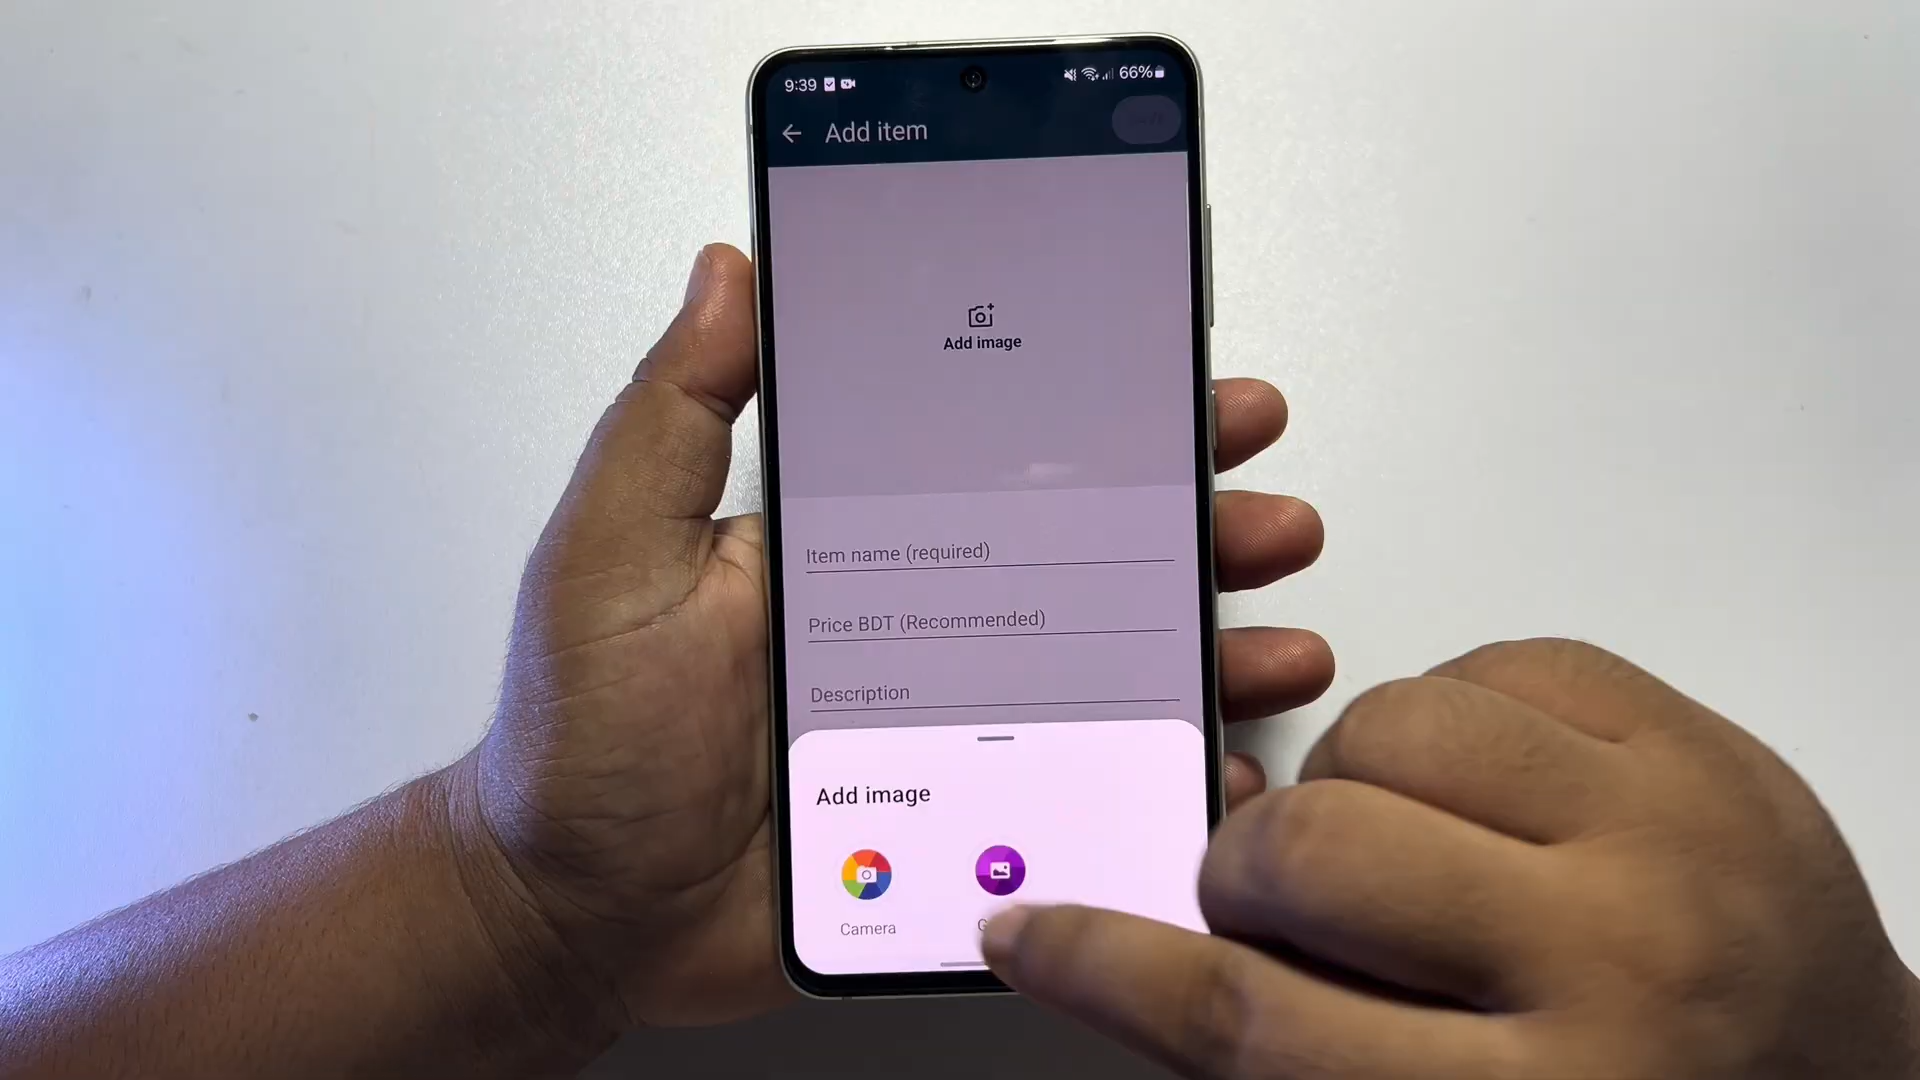 9:39
66%
Add item
Add image
Item name (required)
Price BDT (Recommended)
Description
Add image
Camera